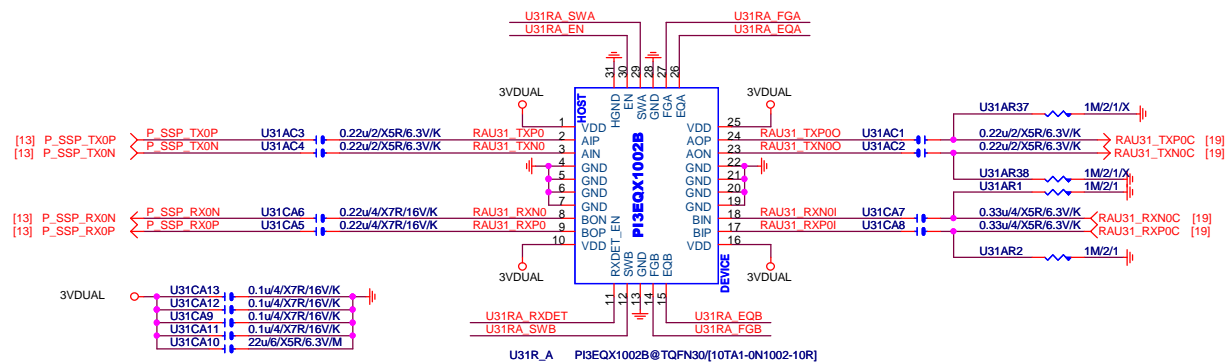 U31RA_SWA U31RA_FGA
U31RA_EN U31RA_EQA
31 30 29 28 27 26
3VDUAL HOST HGND EN SWA GND FGA EQA 3VDUAL
U31AR37 1M/2/1/X
1 VDD VDD 25
[13] P_SSP_TX0P P_SSP_TX0P U31AC3 0.22u/2/X5R/6.3V/K RAU31_TXP0 2 AIP AOP 24 RAU31_TXP0O U31AC1 0.22u/2/X5R/6.3V/K RAU31_TXP0C [19]
[13] P_SSP_TX0N P_SSP_TX0N U31AC4 0.22u/2/X5R/6.3V/K RAU31_TXN0 3 AIN AON 23 RAU31_TXN0O U31AC2 0.22u/2/X5R/6.3V/K RAU31_TXN0C [19]
4 GND GND 22
5 GND PI3EQX1002B GND 21
U31AR38 1M/2/1/X
6 GND GND 20
U31AR1 1M/2/1
7 GND GND 19
[13] P_SSP_RX0N P_SSP_RX0N U31CA6 0.22u/4/X7R/16V/K RAU31_RXN0 8 BON BIN 18 RAU31_RXN0I U31CA7 0.33u/4/X5R/6.3V/K RAU31_RXN0C [19]
[13] P_SSP_RX0P P_SSP_RX0P U31CA5 0.22u/4/X7R/16V/K RAU31_RXP0 9 BOP BIP 17 RAU31_RXP0I U31CA8 0.33u/4/X5R/6.3V/K RAU31_RXP0C [19]
10 VDD VDD 16
U31AR2 1M/2/1
3VDUAL RXDET_EN SWB GND FGB EQB DEVICE 3VDUAL
11 12 13 14 15
3VDUAL U31CA13 0.1u/4/X7R/16V/K
U31CA12 0.1u/4/X7R/16V/K
U31CA9 0.1u/4/X7R/16V/K
U31CA11 0.1u/4/X7R/16V/K
U31CA10 22u/6/X5R/6.3V/M
U31RA_RXDET U31RA_EQB
U31RA_SWB U31RA_FGB
U31R_A PI3EQX1002B@TQFN30/[10TA1-0N1002-10R]